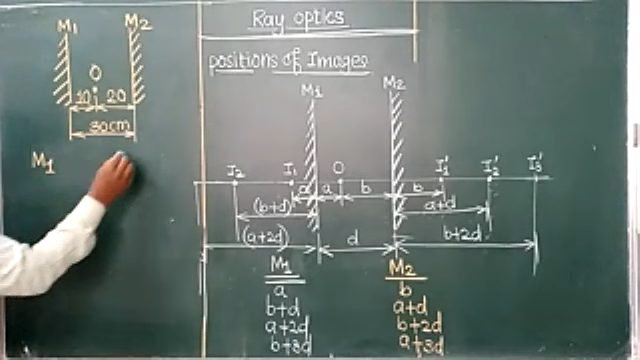 Ray optics
positions of Images
M1 M2
O
10 20
30cm
M1
M1 M2
I2 I1 O I1' I2' I3'
a a b b
(b+d) a+d
(a+2d) d b+2d
M1 M2
a b
b+d a+d
a+2d b+2d
b+3d a+3d